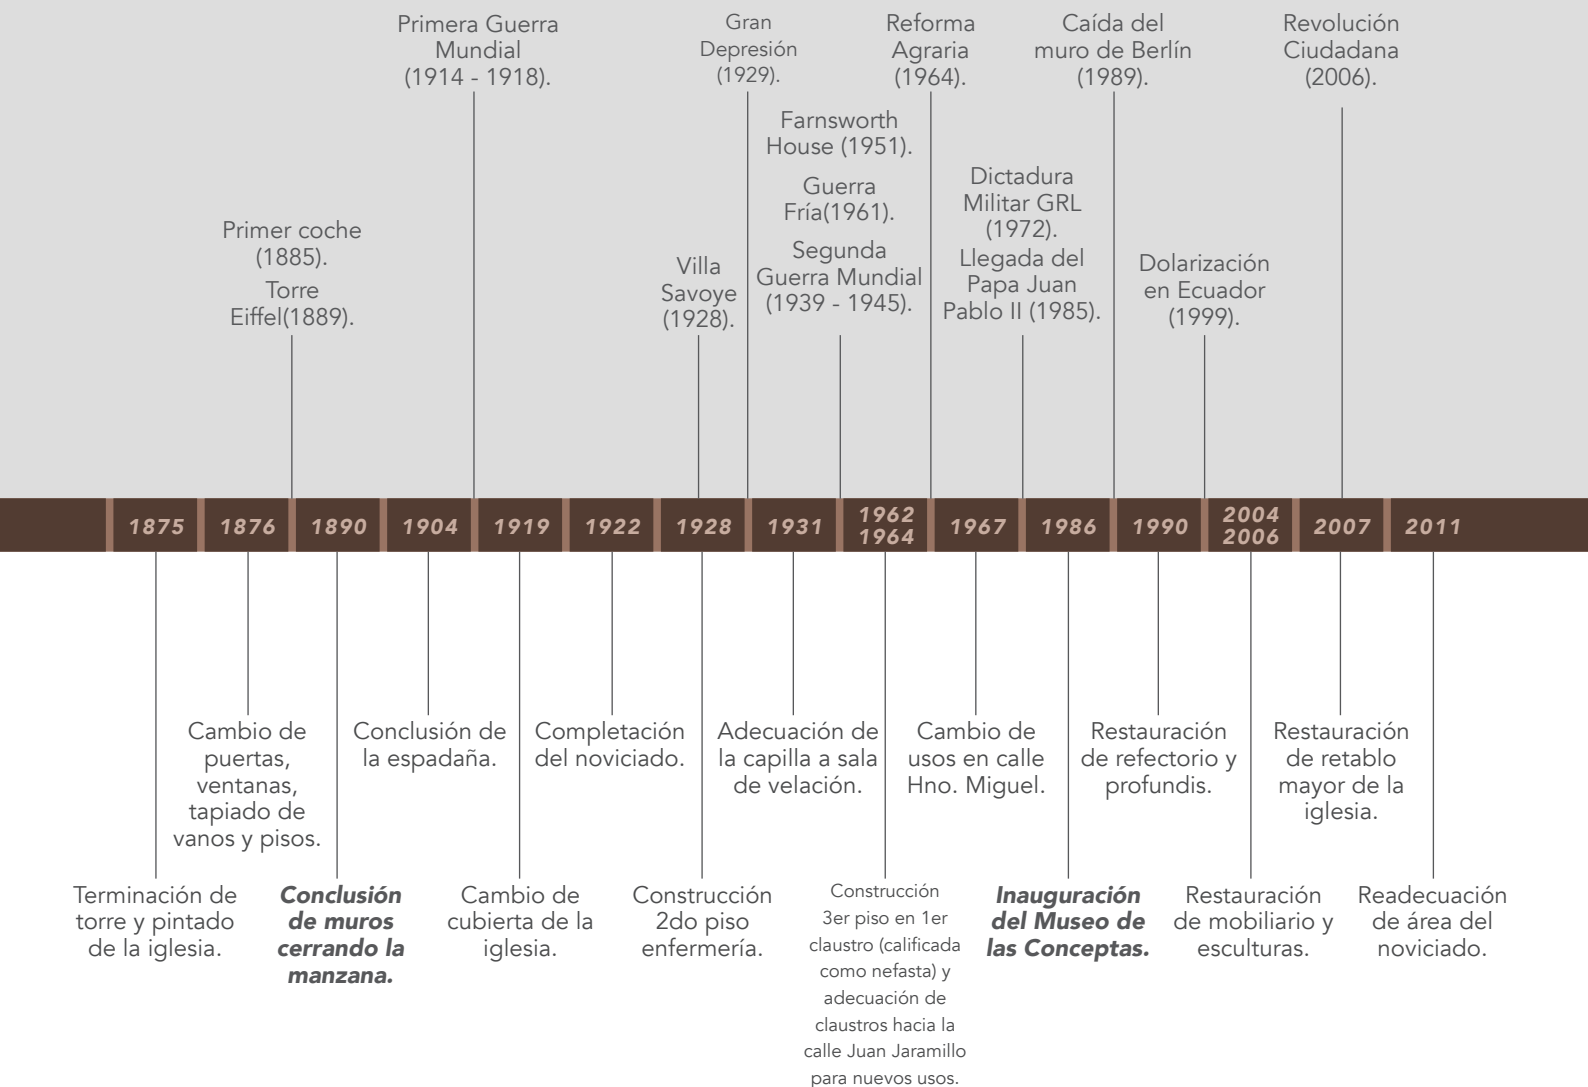 Primera Guerra
Mundial
(1914 - 1918).
Gran
Depresión
(1929).
Reforma
Agraria
(1964).
Caída del
muro de Berlín
(1989).
Revolución
Ciudadana
(2006).
Farnsworth
House (1951).
Guerra
Fría(1961).
Segunda
Guerra Mundial
(1939 - 1945).
Dictadura
Militar GRL
(1972).
Llegada del
Papa Juan
Pablo II (1985).
Primer coche
(1885).
Torre
Eiffel(1889).
Villa
Savoye
(1928).
Dolarización
en Ecuador
(1999).
1875
1876
1890
1904
1919
1922
1928
1931
1962
1964
1967
1986
1990
2004
2006
2007
2011
Cambio de
puertas,
ventanas,
tapiado de
vanos y pisos.
Conclusión de
la espadaña.
Completación
del noviciado.
Adecuación de
la capilla a sala
de velación.
Cambio de
usos en calle
Hno. Miguel.
Restauración
de refectorio y
profundis.
Restauración
de retablo
mayor de la
iglesia.
Terminación de
torre y pintado
de la iglesia.
Conclusión
de muros
cerrando la
manzana.
Cambio de
cubierta de la
iglesia.
Construcción
2do piso
enfermería.
Construcción
3er piso en 1er
claustro (calificada
como nefasta) y
adecuación de
claustros hacia la
calle Juan Jaramillo
para nuevos usos.
Inauguración
del Museo de
las Conceptas.
Restauración
de mobiliario y
esculturas.
Readecuación
de área del
noviciado.